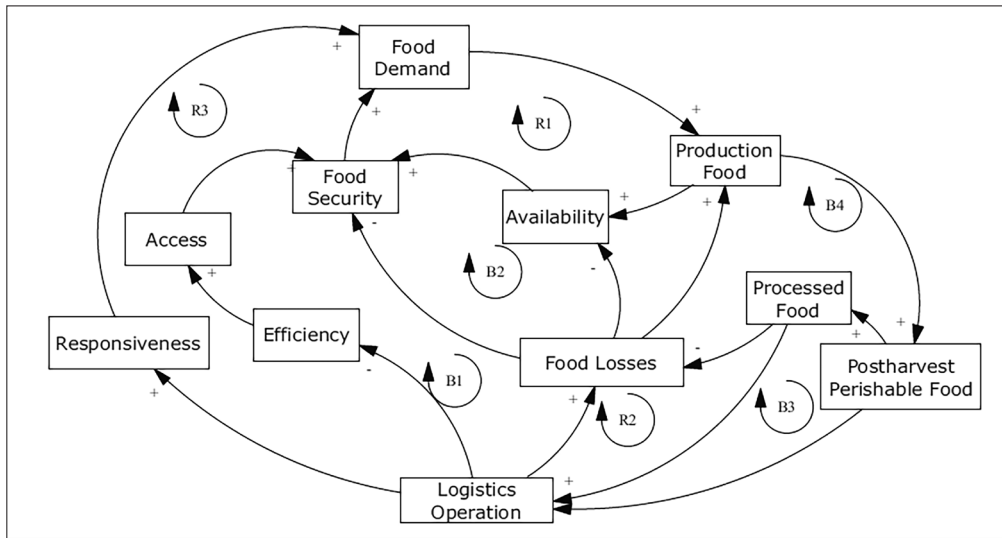 Food
Demand
+
+
R3
R1
+
Production
Food
+
+
Food
Security
+
+
-
Availability
+
+
B4
Access
+
B2
-
Processed
Food
Responsiveness
Efficiency
-
+
+
+
Food Losses
-
Postharvest
Perishable Food
B1
+
R2
B3
Logistics
Operation
+